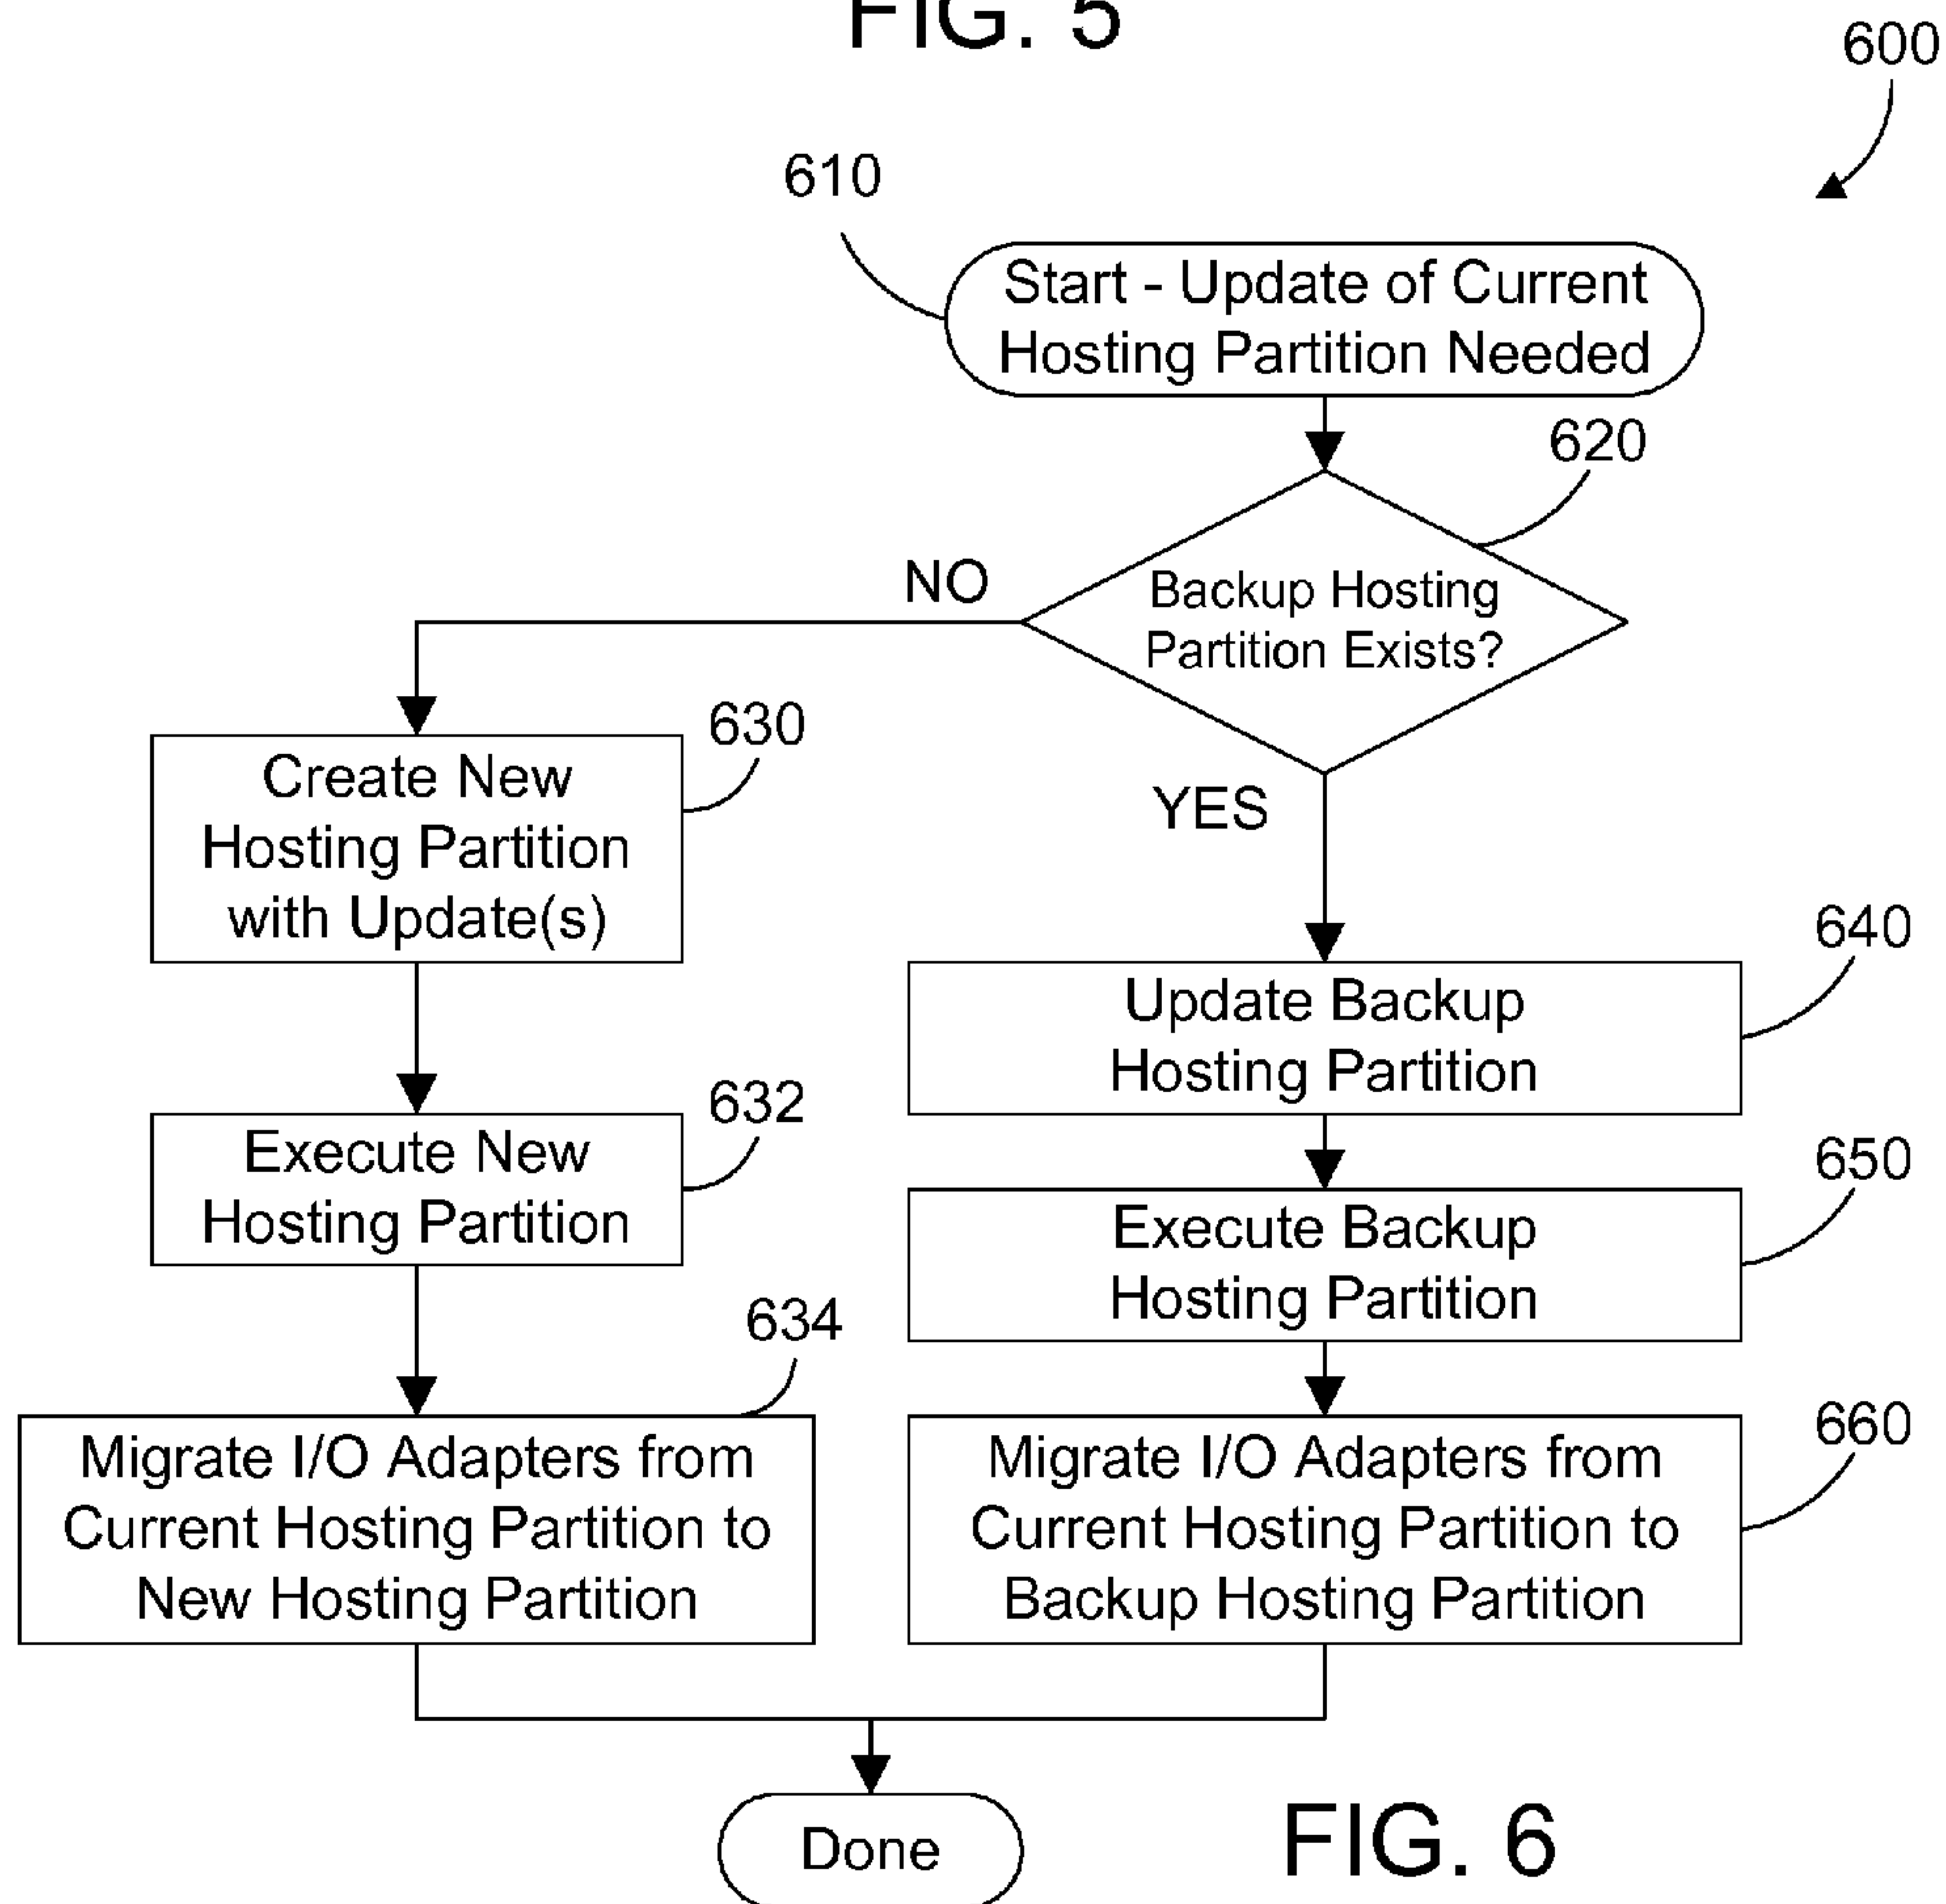 FIG. 5
600
610
Start - Update of Current
Hosting Partition Needed
620
Backup Hosting
Partition Exists?
NO
YES
630
Create New
Hosting Partition
with Update(s)
632
Execute New
Hosting Partition
634
Migrate I/O Adapters from
Current Hosting Partition to
New Hosting Partition
640
Update Backup
Hosting Partition
650
Execute Backup
Hosting Partition
660
Migrate I/O Adapters from
Current Hosting Partition to
Backup Hosting Partition
Done
FIG. 6